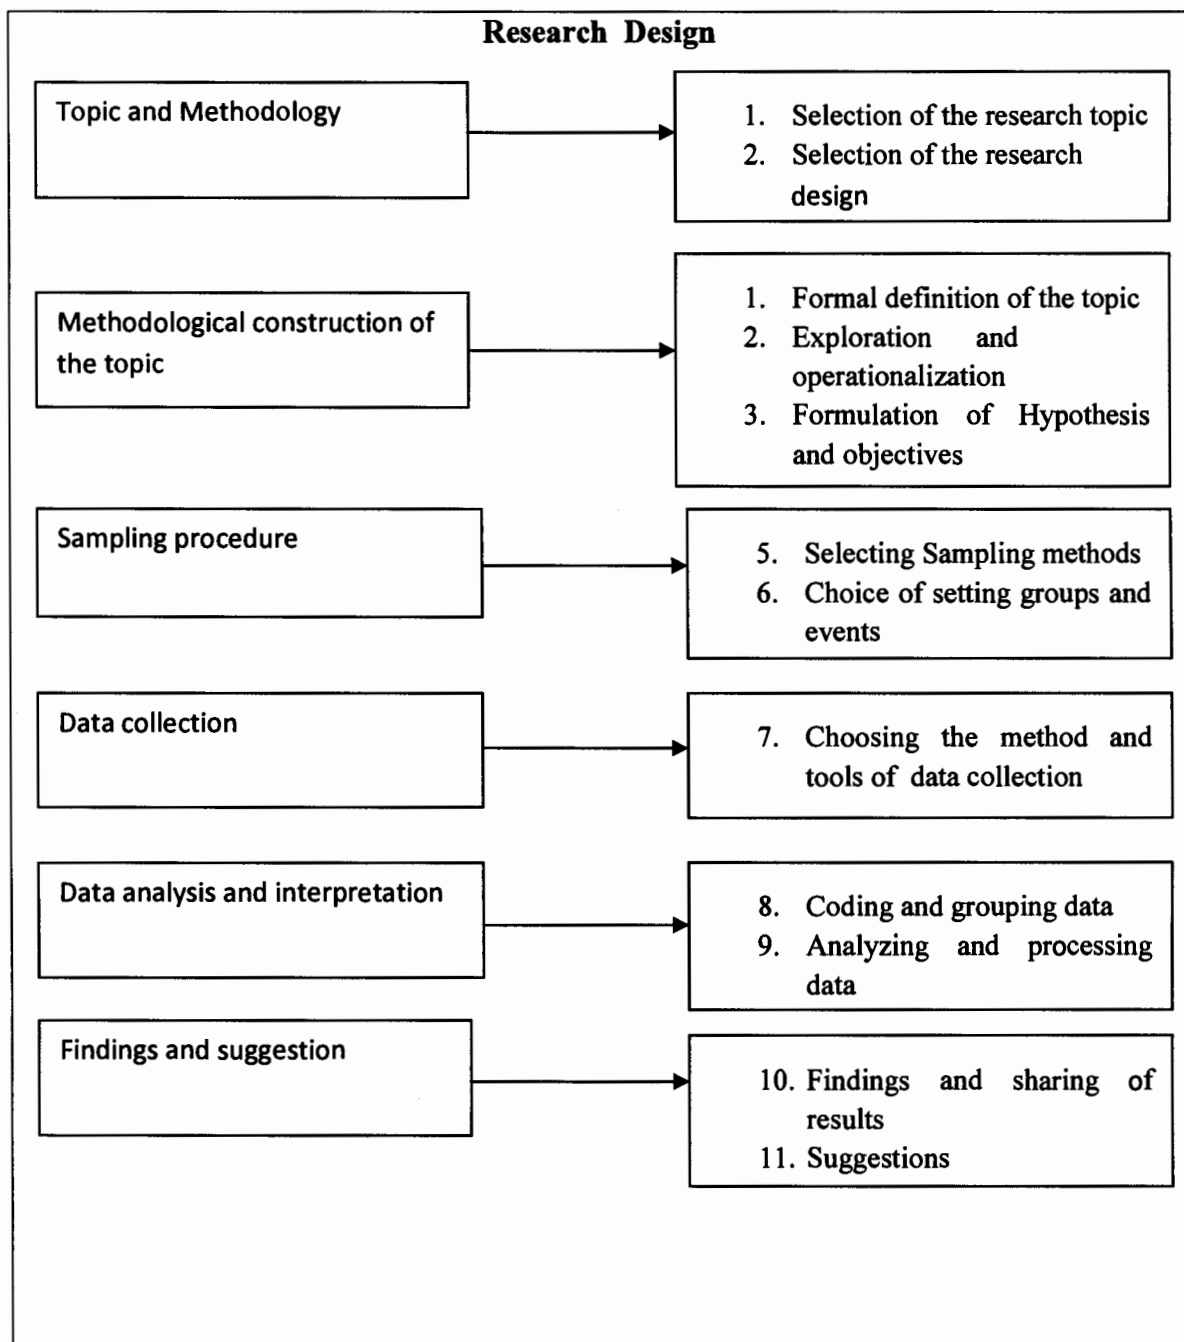 Research Design
Topic and Methodology
1. Selection of the research topic
2. Selection of the research
design
Methodological construction of
the topic
1. Formal definition of the topic
2. Exploration and
operationalization
3. Formulation of Hypothesis
and objectives
Sampling procedure
5. Selecting Sampling methods
6. Choice of setting groups and
events
Data collection
7. Choosing the method and
tools of data collection
Data analysis and interpretation
8. Coding and grouping data
9. Analyzing and processing
data
Findings and suggestion
10. Findings and sharing of
results
11. Suggestions